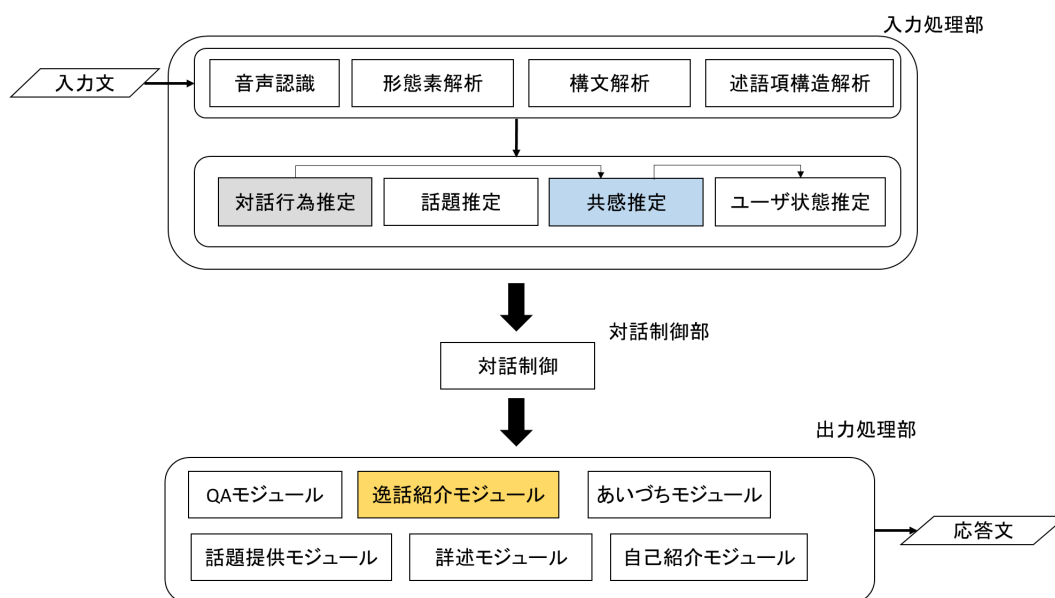 入力処理部
入力文
音声認識
形態素解析
構文解析
述語項構造解析
対話行為推定
話題推定
共感推定
ユーザ状態推定
対話制御部
対話制御
出力処理部
QAモジュール
逸話紹介モジュール
あいづちモジュール
話題提供モジュール
詳述モジュール
自己紹介モジュール
応答文